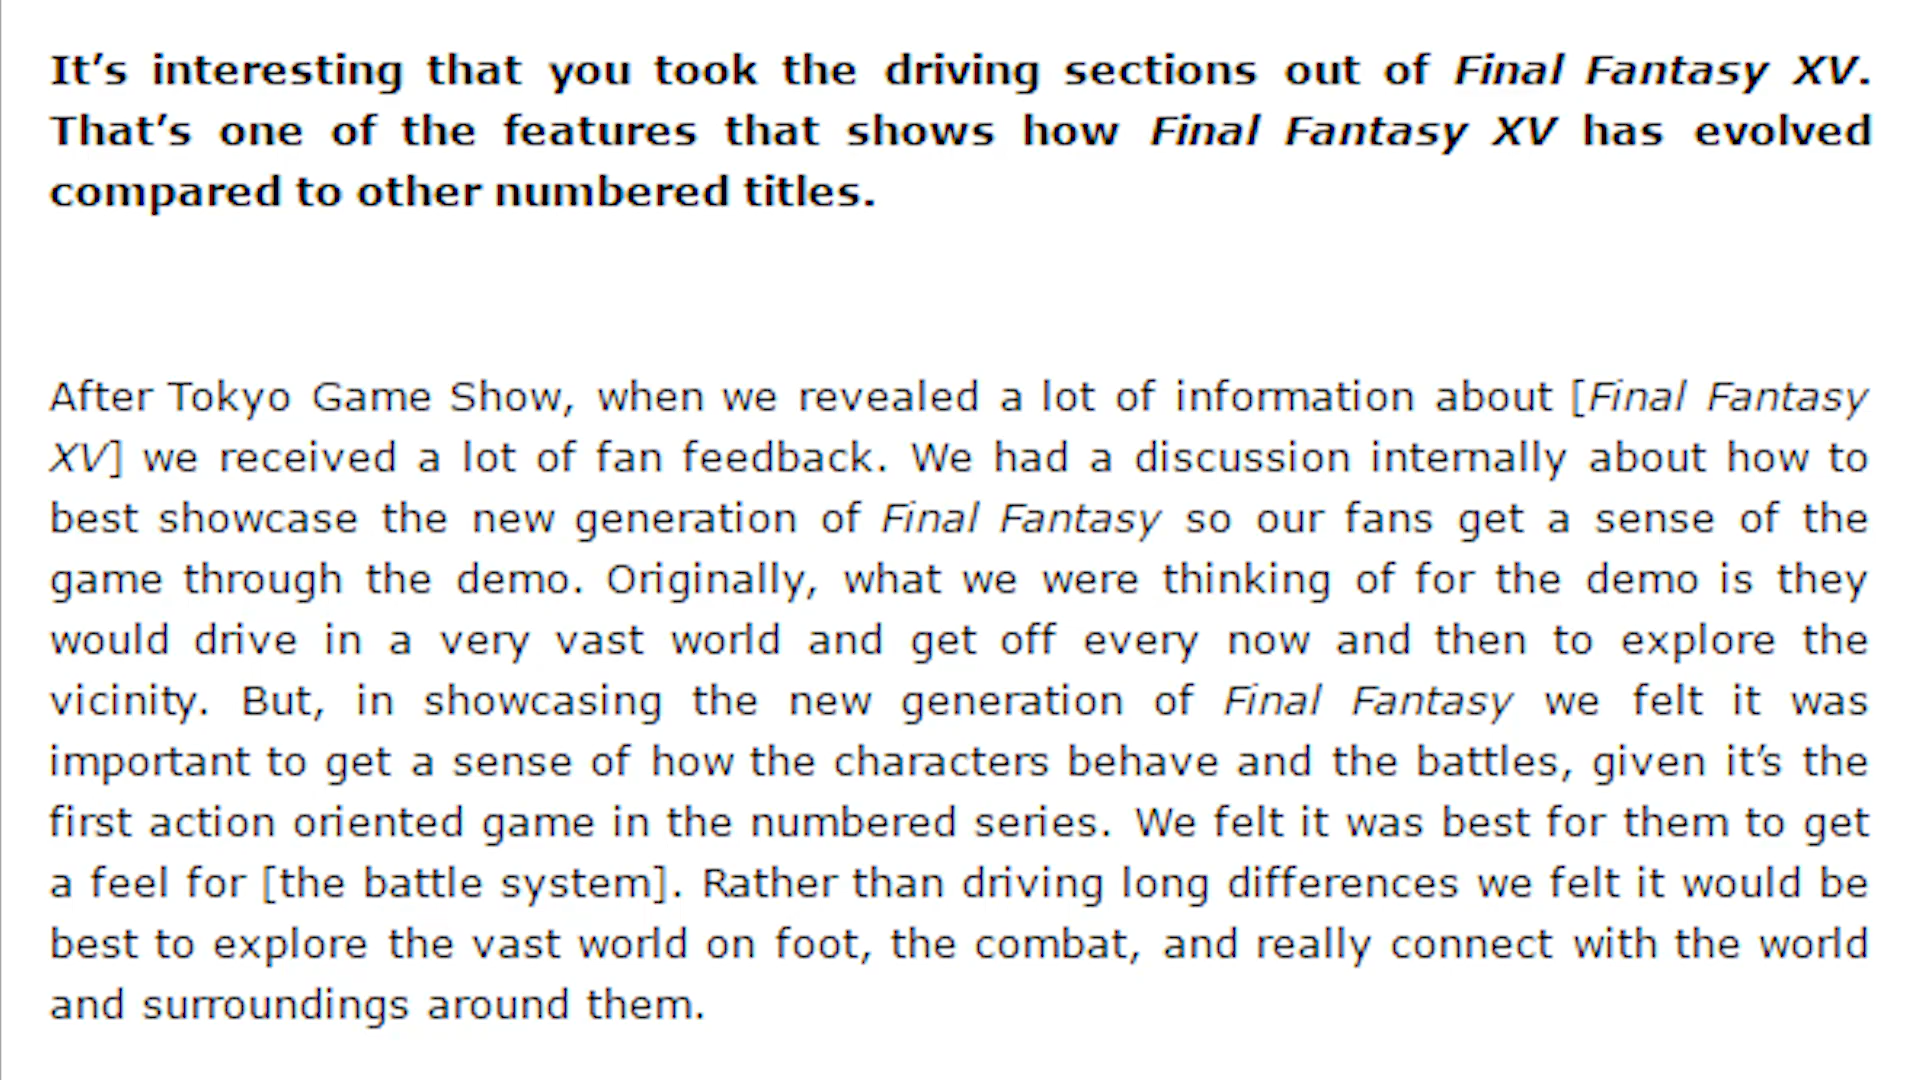 It’s interesting that you took the driving sections out of Final Fantasy XV.
That’s one of the features that shows how Final Fantasy XV has evolved
compared to other numbered titles.
After Tokyo Game Show, when we revealed a lot of information about [Final Fantasy
XV] we received a lot of fan feedback. We had a discussion internally about how to
best showcase the new generation of Final Fantasy so our fans get a sense of the
game through the demo. Originally, what we were thinking of for the demo is they
would drive in a very vast world and get off every now and then to explore the
vicinity. But, in showcasing the new generation of Final Fantasy we felt it was
important to get a sense of how the characters behave and the battles, given it’s the
first action oriented game in the numbered series. We felt it was best for them to get
a feel for [the battle system]. Rather than driving long differences we felt it would be
best to explore the vast world on foot, the combat, and really connect with the world
and surroundings around them.